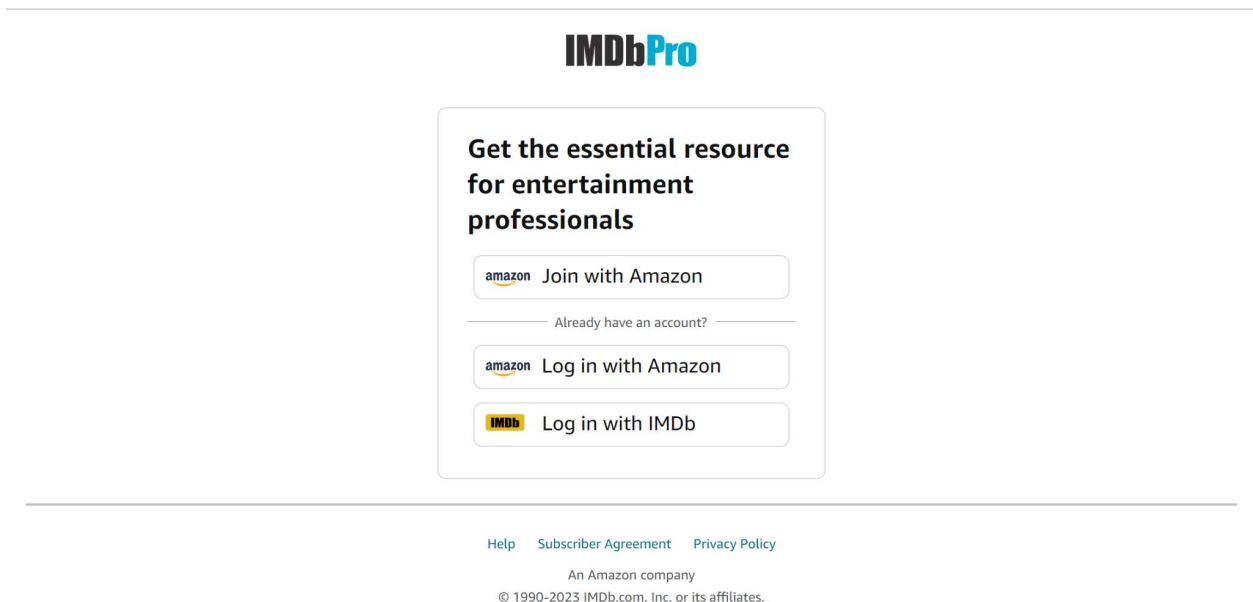 IMDbPro
Get the essential resource
for entertainment
professionals
amazon Join with Amazon
Already have an account?
amazon Log in with Amazon
IMDb Log in with IMDb
Help Subscriber Agreement Privacy Policy
An Amazon company
© 1990-2023 IMDb.com, Inc. or its affiliates.